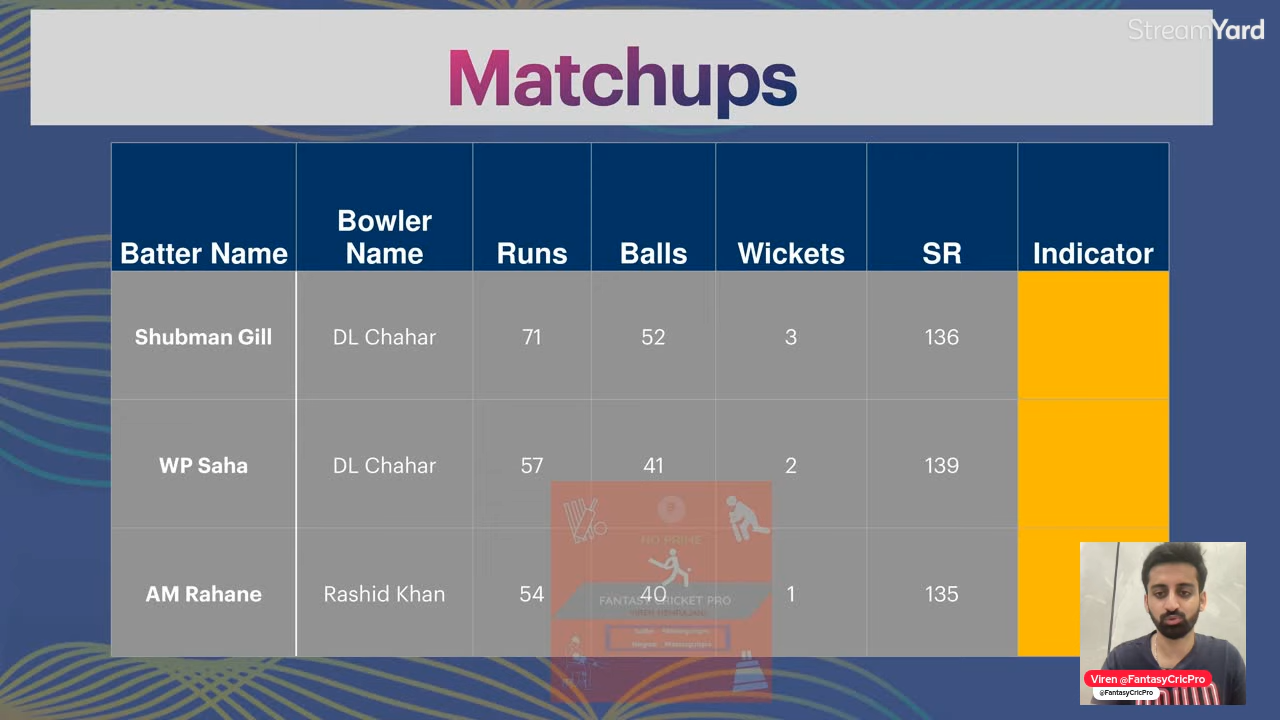 StreamYard
Matchups
Batter Name Bowler Name Runs Balls Wickets SR Indicator
Shubman Gill DL Chahar 71 52 3 136
WP Saha DL Chahar 57 41 2 139
NO PRIME
AM Rahane Rashid Khan 54 40 1 135
FANTASY CRICKET PRO
Viren @FantasyCricPro
@FantasyCricPro